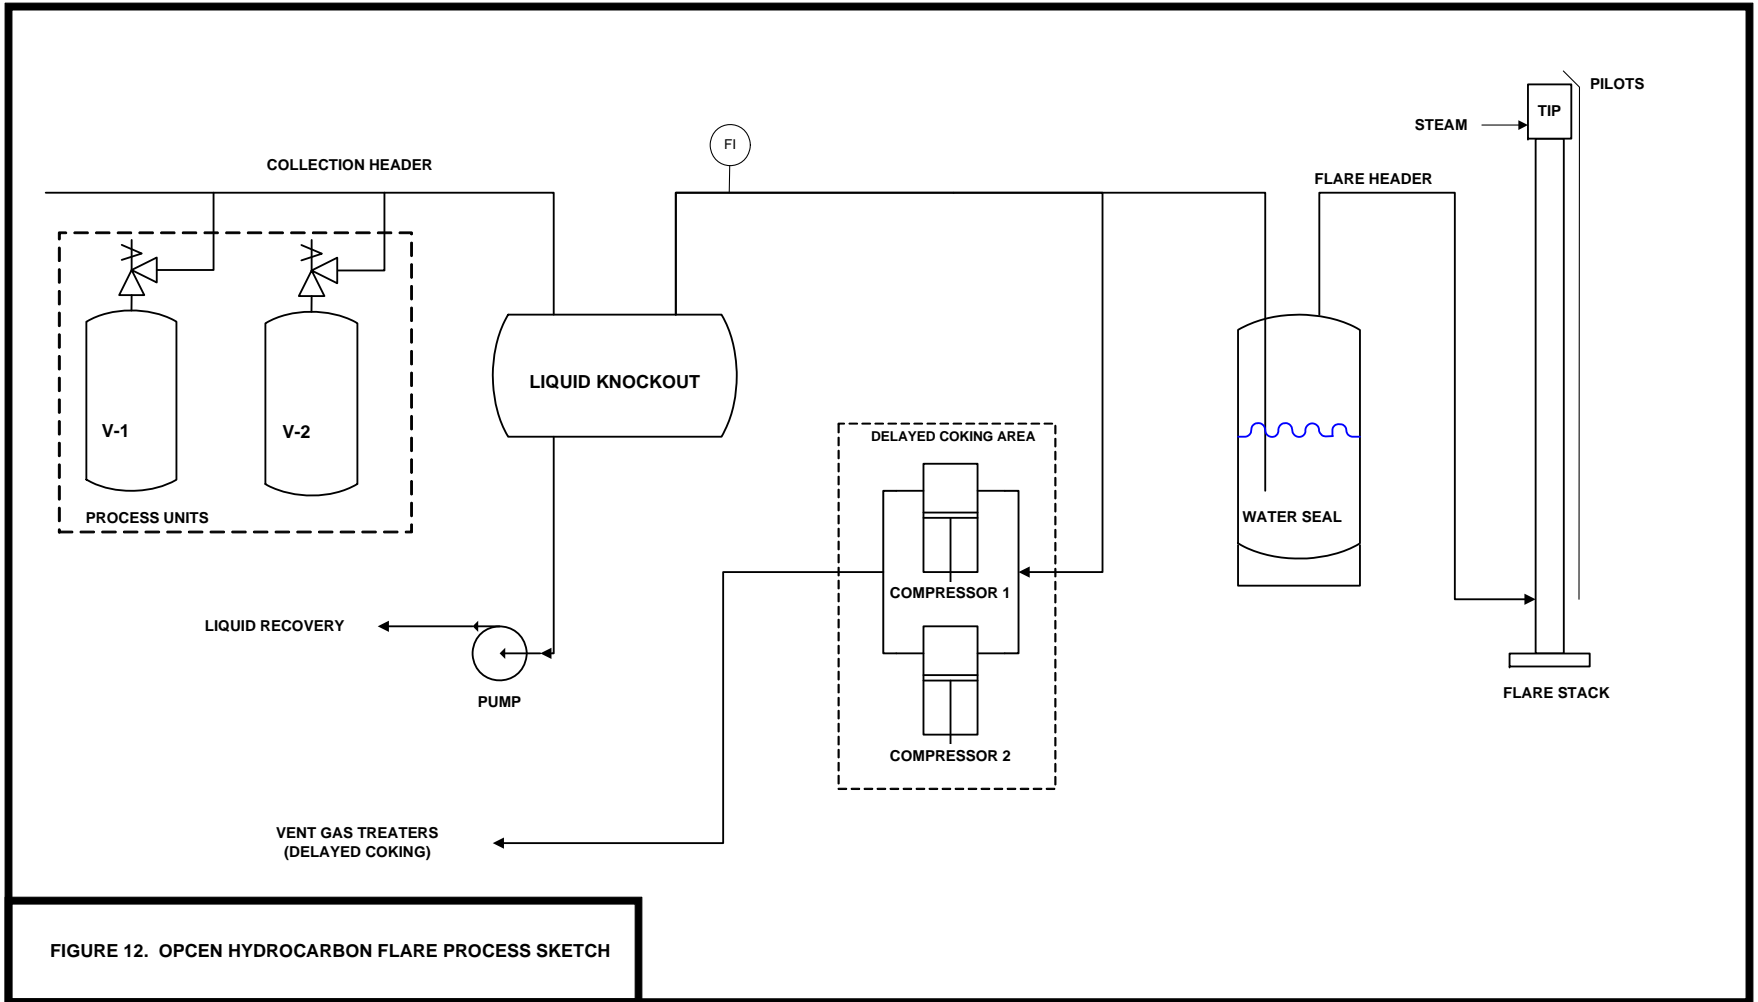 PILOTS
TIP
STEAM
FI
COLLECTION HEADER
FLARE HEADER
LIQUID KNOCKOUT
V-1
V-2
DELAYED COKING AREA
PROCESS UNITS
WATER SEAL
COMPRESSOR 1
LIQUID RECOVERY
PUMP
FLARE STACK
COMPRESSOR 2
VENT GAS TREATERS
(DELAYED COKING)
FIGURE 12. OPCEN HYDROCARBON FLARE PROCESS SKETCH